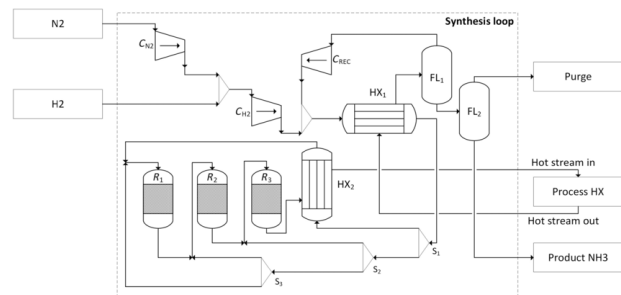 Synthesis loop
N2
C_N2
C_REC
FL_1
Purge
HX_1
H2
C_H2
FL_2
Hot stream in
R_1
R_2
R_3
HX_2
Process HX
Hot stream out
S_1
Product NH3
S_2
S_3